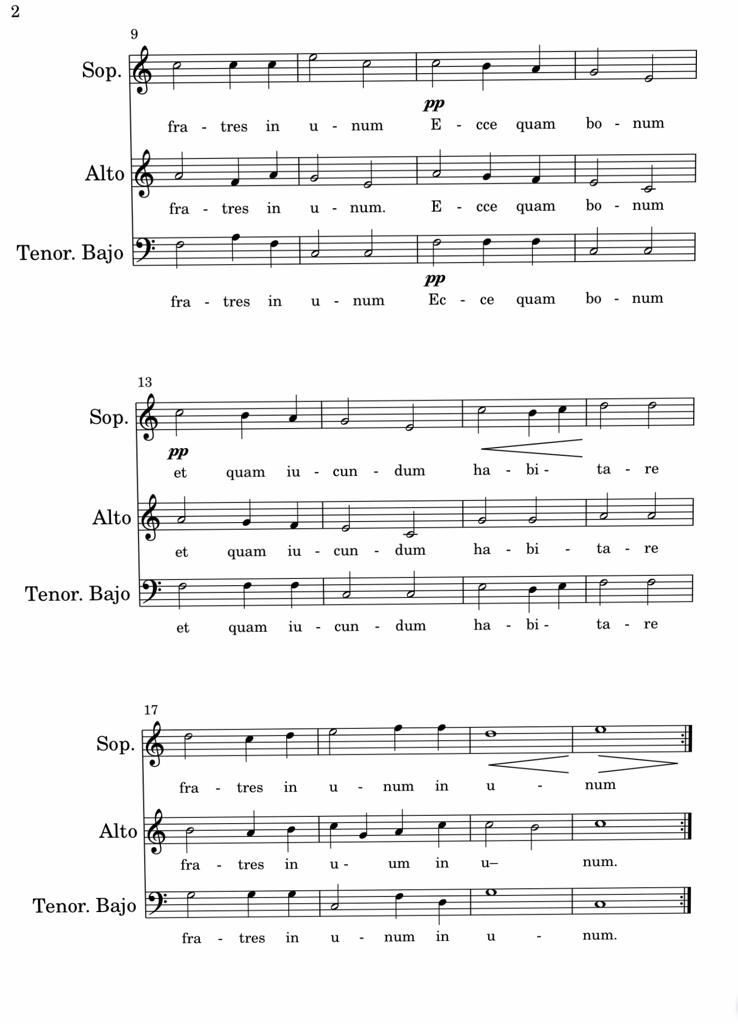 2
9
Sop.
pp
fra - tres in u - num E - cce quam bo - num
Alto
fra - tres in u - num. E - cce quam bo - num
Tenor. Bajo
pp
fra - tres in u - num Ec - ce quam bo - num
13
Sop.
pp
et quam iu - cun - dum ha - bi - ta - re
Alto
et quam iu - cun - dum ha - bi - ta - re
Tenor. Bajo
et quam iu - cun - dum ha - bi - ta - re
17
Sop.
fra - tres in u - num in u - num
Alto
fra - tres in u - um in u– num.
Tenor. Bajo
fra - tres in u - num in u - num.